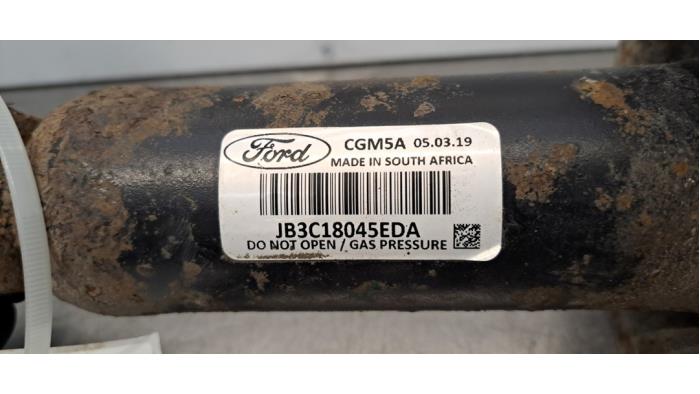 Ford
CGM5A 05.03.19
MADE IN SOUTH AFRICA
JB3C18045EDA
DO NOT OPEN / GAS PRESSURE